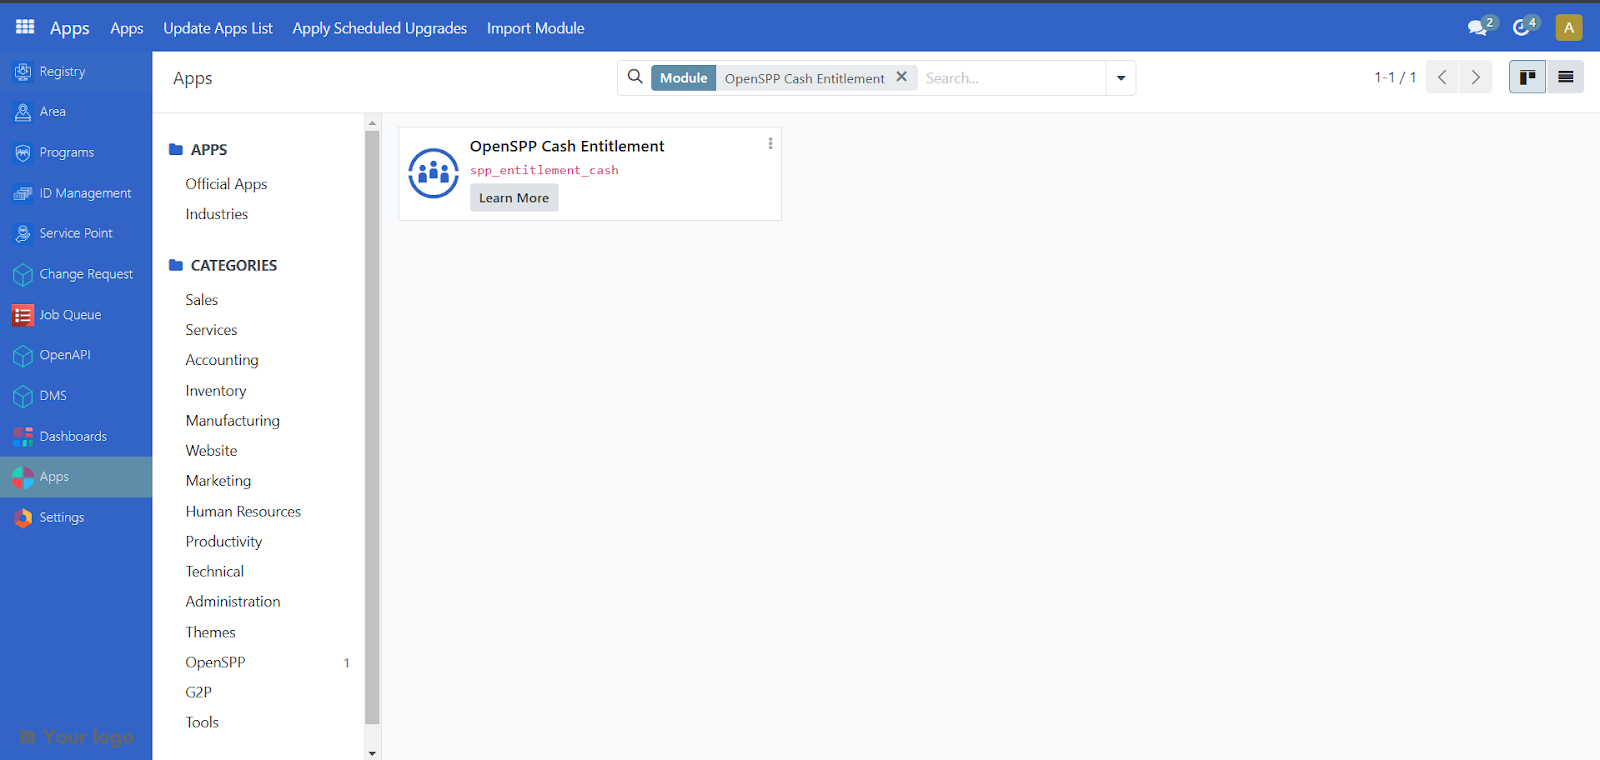 Apps Apps Update Apps List Apply Scheduled Upgrades Import Module 2 4 A
Registry
Area
Programs
ID Management
Service Point
Change Request
Job Queue
OpenAPI
DMS
Dashboards
Apps
Settings
Your logo
Apps
Module OpenSPP Cash Entitlement × Search...
1-1 / 1
APPS
Official Apps
Industries
CATEGORIES
Sales
Services
Accounting
Inventory
Manufacturing
Website
Marketing
Human Resources
Productivity
Technical
Administration
Themes
OpenSPP 1
G2P
Tools
OpenSPP Cash Entitlement
spp_entitlement_cash
Learn More